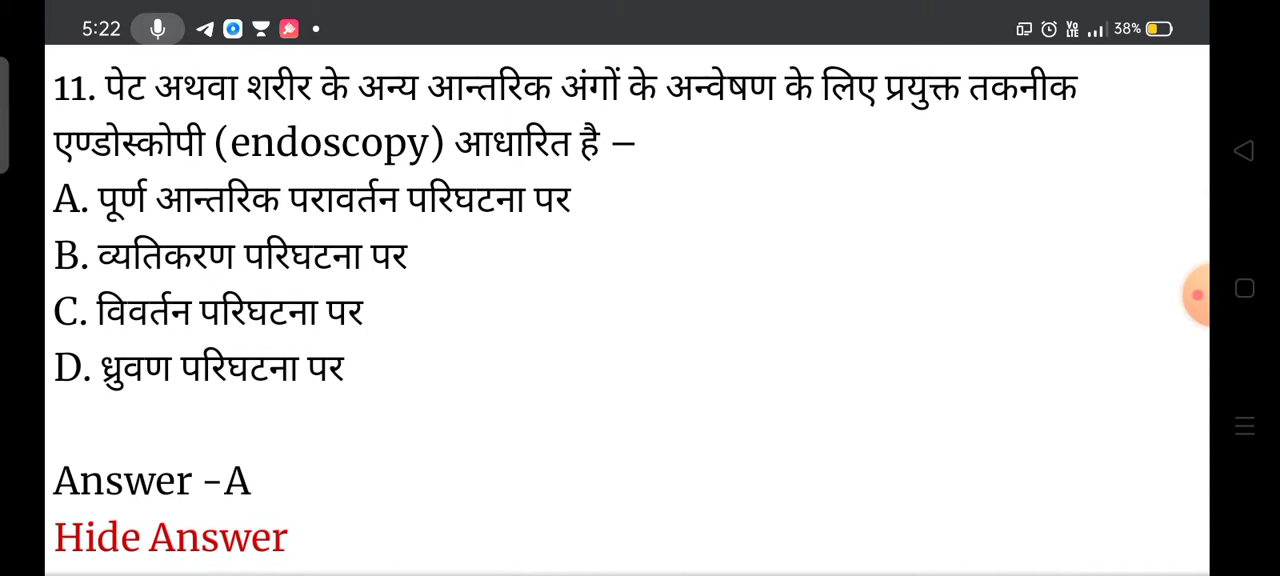 5:22
VO LTE 38%
11. पेट अथवा शरीर के अन्य आन्तरिक अंगों के अन्वेषण के लिए प्रयुक्त तकनीक
एण्डोस्कोपी (endoscopy) आधारित है –
A. पूर्ण आन्तरिक परावर्तन परिघटना पर
B. व्यतिकरण परिघटना पर
C. विवर्तन परिघटना पर
D. ध्रुवण परिघटना पर
Answer -A
Hide Answer